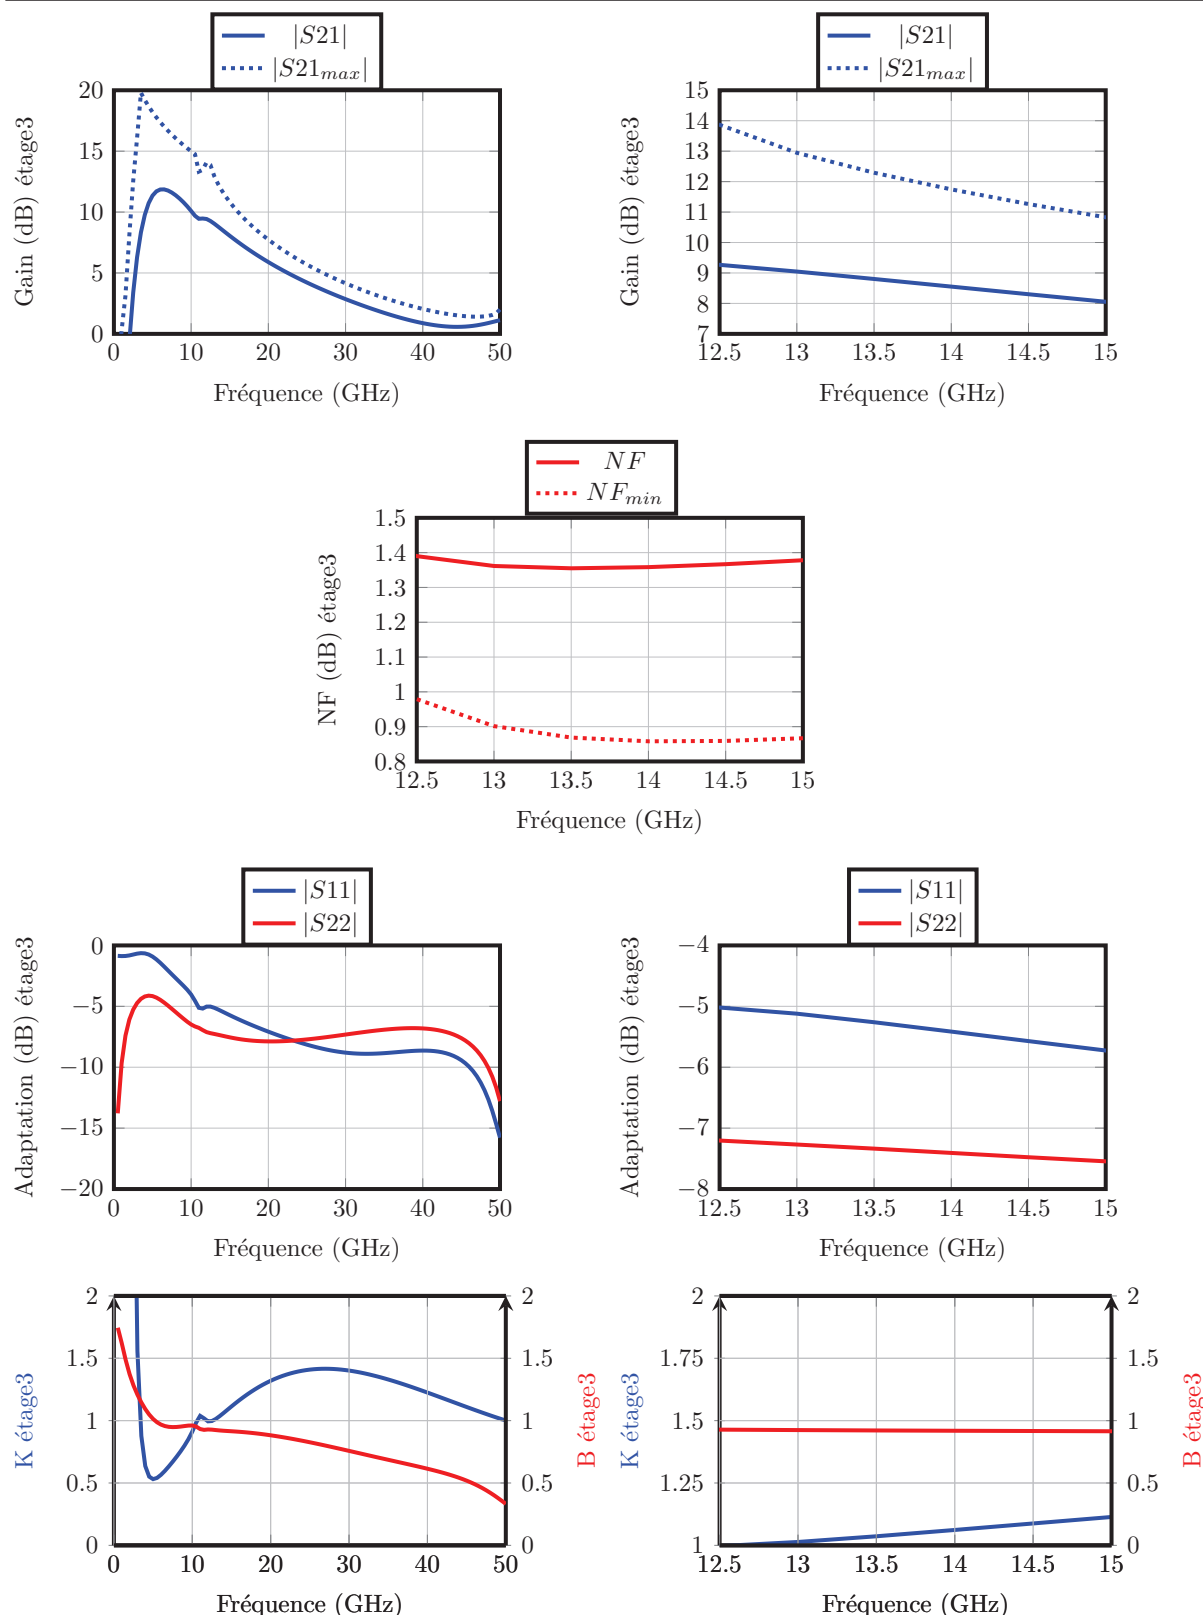 |S21|
|S21max|
20
15
10
5
0
0 10 20 30 40 50
Gain (dB) étage3
Fréquence (GHz)
|S21|
|S21max|
15
14
13
12
11
10
9
8
7
12.5 13 13.5 14 14.5 15
Gain (dB) étage3
Fréquence (GHz)
NF
NFmin
1.5
1.4
1.3
1.2
1.1
1
0.9
0.8
12.5 13 13.5 14 14.5 15
NF (dB) étage3
Fréquence (GHz)
|S11|
|S22|
0
−5
−10
−15
−20
0 10 20 30 40 50
Adaptation (dB) étage3
Fréquence (GHz)
|S11|
|S22|
−4
−5
−6
−7
−8
12.5 13 13.5 14 14.5 15
Adaptation (dB) étage3
Fréquence (GHz)
2
1.5
1
0.5
0
0 10 20 30 40 50
2
1.5
1
0.5
0
K étage3
B étage3
Fréquence (GHz)
2
1.75
1.5
1.25
1
12.5 13 13.5 14 14.5 15
2
1.5
1
0.5
0
K étage3
B étage3
Fréquence (GHz)